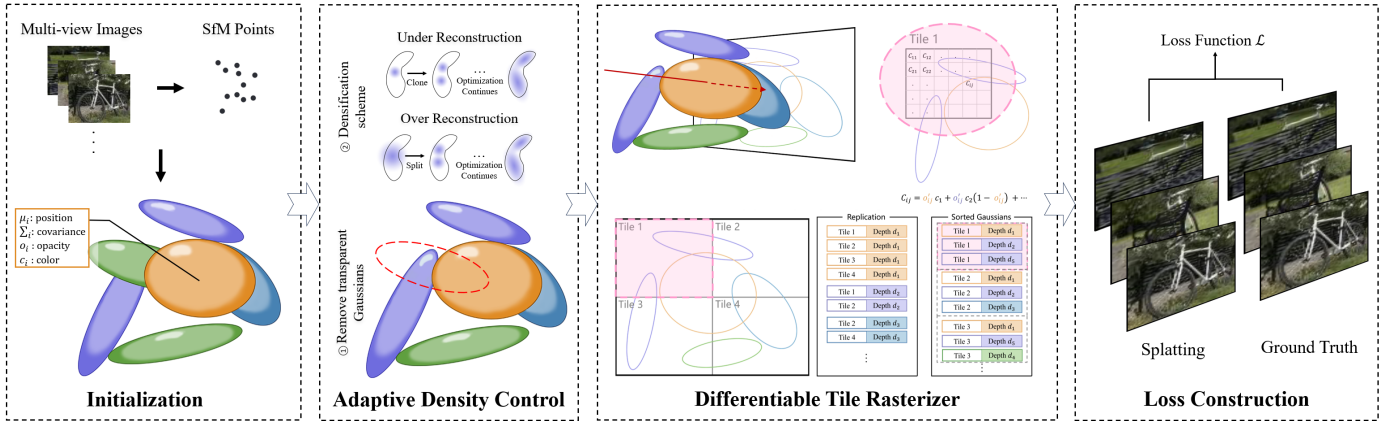 Multi-view Images
SfM Points
μᵢ: position
Σᵢ: covariance
oᵢ: opacity
cᵢ : color
Initialization
② Densification
scheme
Under Reconstruction
Clone
...
Optimization
Continues
Over Reconstruction
Split
...
Optimization
Continues
① Remove transparent
Gaussians
Adaptive Density Control
Tile 1
C₁₁ C₁₂
C₂₁ C₂₂
Cᵢⱼ
Cᵢⱼ = o′ᵢⱼ c₁ + o′ᵢⱼ c₂(1 − o′ᵢⱼ) + ⋯
Tile 1
Tile 2
Tile 3
Tile 4
Replication
Tile 1 Depth d₁
Tile 2 Depth d₁
Tile 3 Depth d₁
Tile 4 Depth d₁
Tile 1 Depth d₂
Tile 2 Depth d₂
Tile 2 Depth d₃
Tile 4 Depth d₃
Sorted Gaussians
Tile 1 Depth d₁
Tile 1 Depth d₂
Tile 1 Depth d₅
Tile 2 Depth d₁
Tile 2 Depth d₂
Tile 2 Depth d₃
Tile 3 Depth d₁
Tile 3 Depth d₅
Tile 3 Depth d₄
Differentiable Tile Rasterizer
Loss Function ℒ
Splatting
Ground Truth
Loss Construction